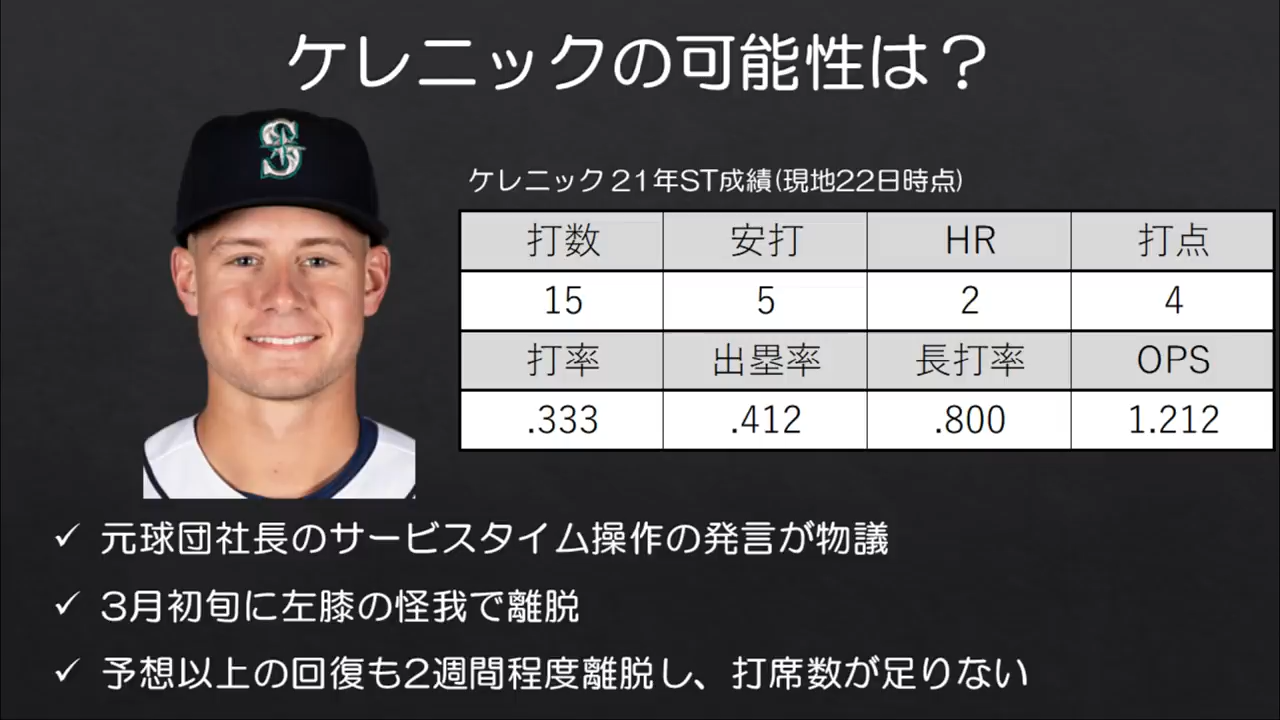 ケレニックの可能性は？
S
ケレニック21年ST成績(現地22日時点)
打数 安打 HR 打点
15 5 2 4
打率 出塁率 長打率 OPS
.333 .412 .800 1.212
✓ 元球団社長のサービスタイム操作の発言が物議
✓ 3月初旬に左膝の怪我で離脱
✓ 予想以上の回復も2週間程度離脱し、打席数が足りない